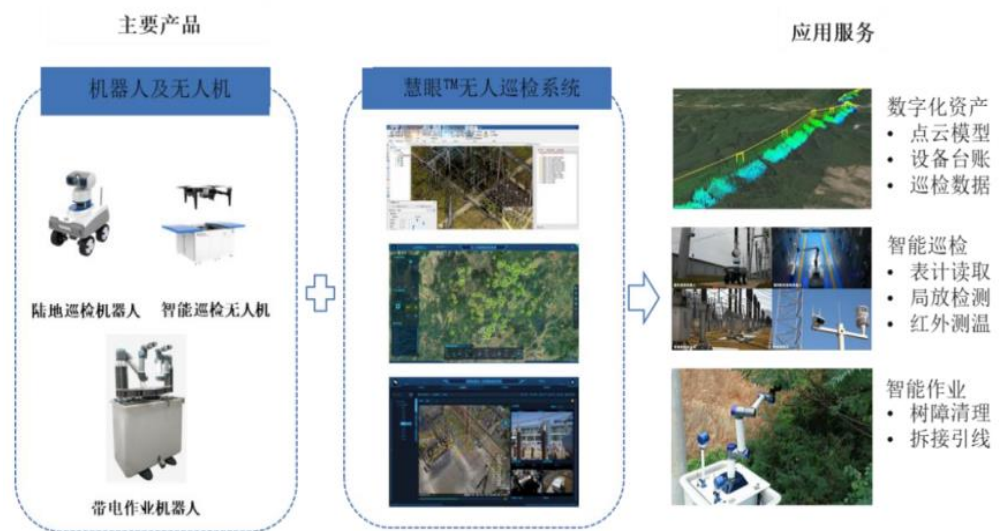 主要产品
应用服务
机器人及无人机
慧眼™无人巡检系统
陆地巡检机器人
智能巡检无人机
带电作业机器人
数字化资产
• 点云模型
• 设备台账
• 巡检数据
智能巡检
• 表计读取
• 局放检测
• 红外测温
智能作业
• 树障清理
• 拆接引线